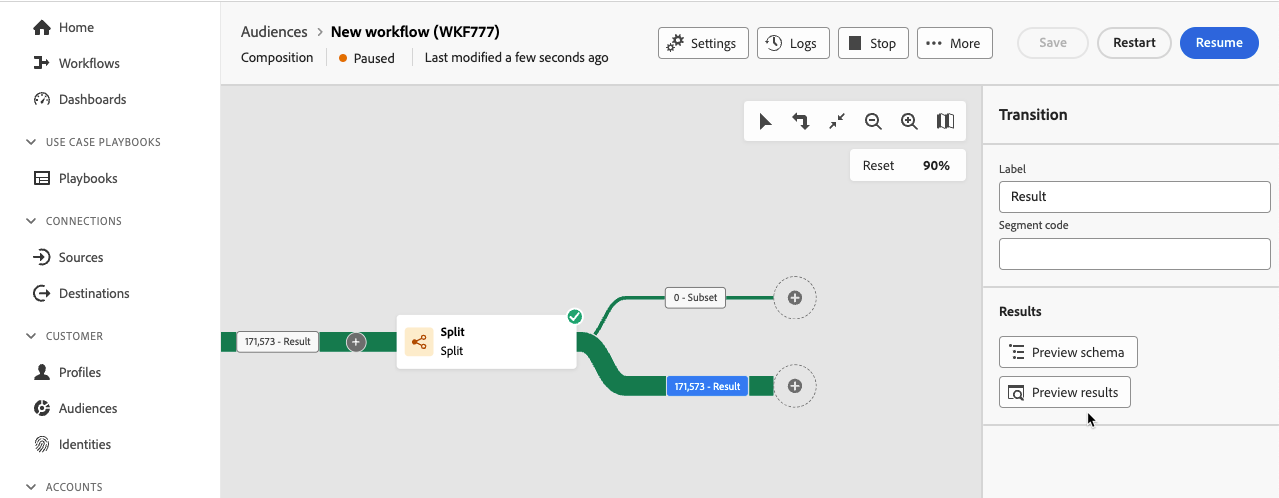 Home
Workflows
Dashboards
USE CASE PLAYBOOKS
Playbooks
CONNECTIONS
Sources
Destinations
CUSTOMER
Profiles
Audiences
Identities
ACCOUNTS
Audiences > New workflow (WKF777)
Composition Paused Last modified a few seconds ago
Settings Logs Stop More Save Restart Resume
Reset 90%
171,573 - Result
Split
Split
0 - Subset
171,573 - Result
Transition
Label
Result
Segment code
Results
Preview schema
Preview results